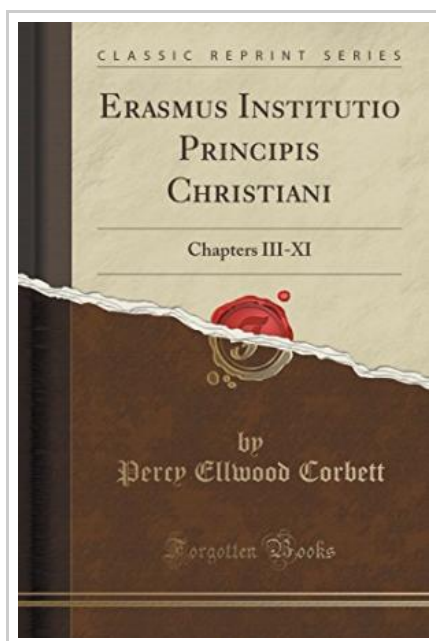 CLASSIC REPRINT SERIES
ERASMUS INSTITUTIO
PRINCIPIS
CHRISTIANI
Chapters III-XI
by
Percy Ellwood Corbett
Forgotten Books